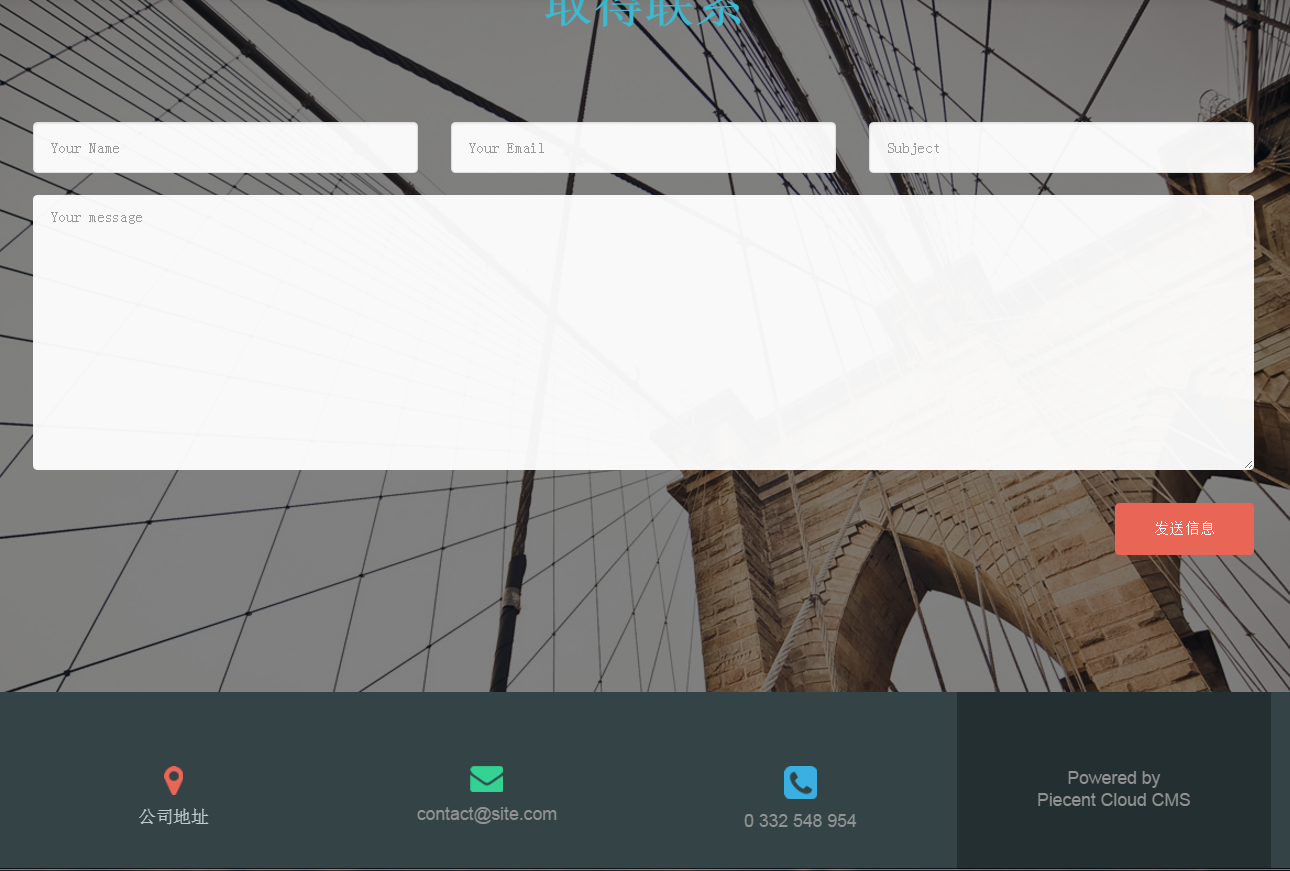 取得联系
Your Name
Your Email
Subject
Your message
发送信息
公司地址
contact@site.com
0 332 548 954
Powered by
Piecent Cloud CMS